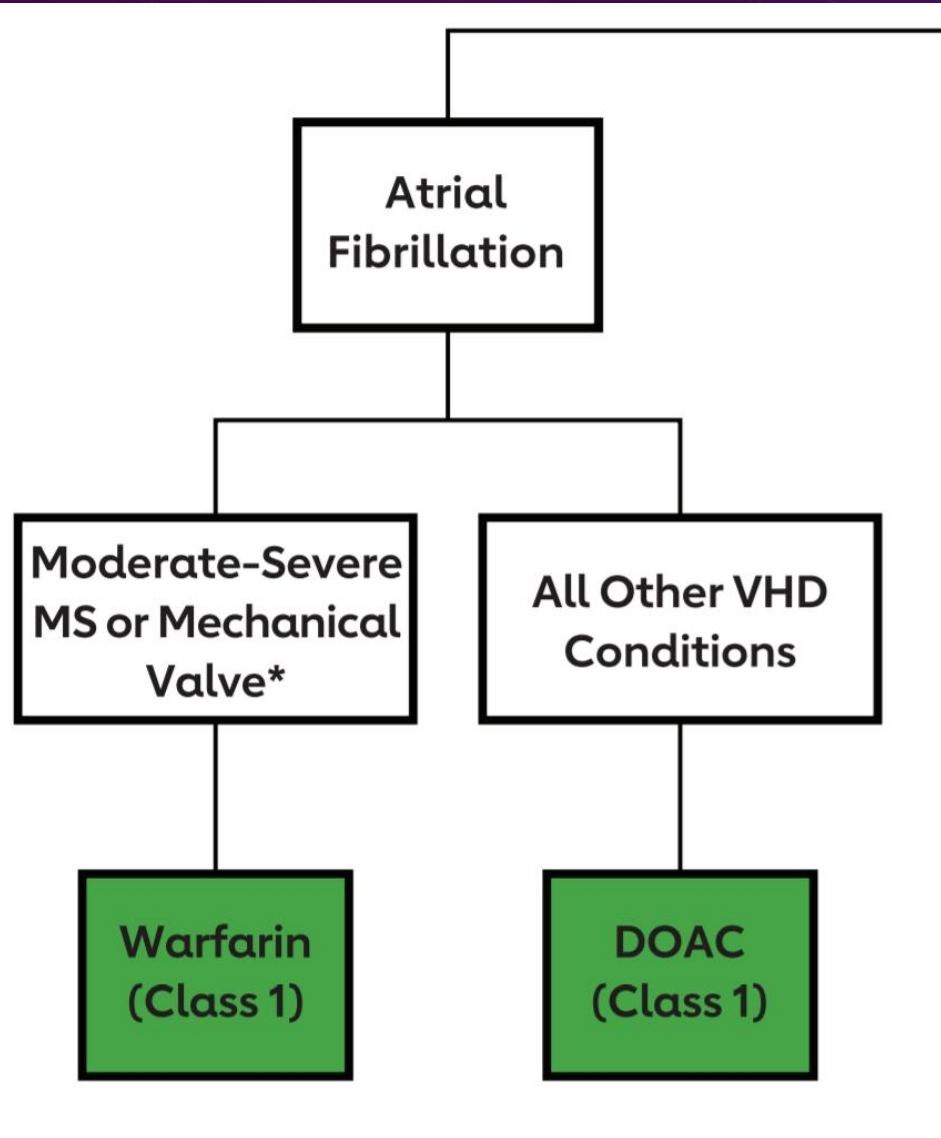 Atrial
Fibrillation
Moderate-Severe
MS or Mechanical
Valve*
All Other VHD
Conditions
Warfarin
(Class 1)
DOAC
(Class 1)